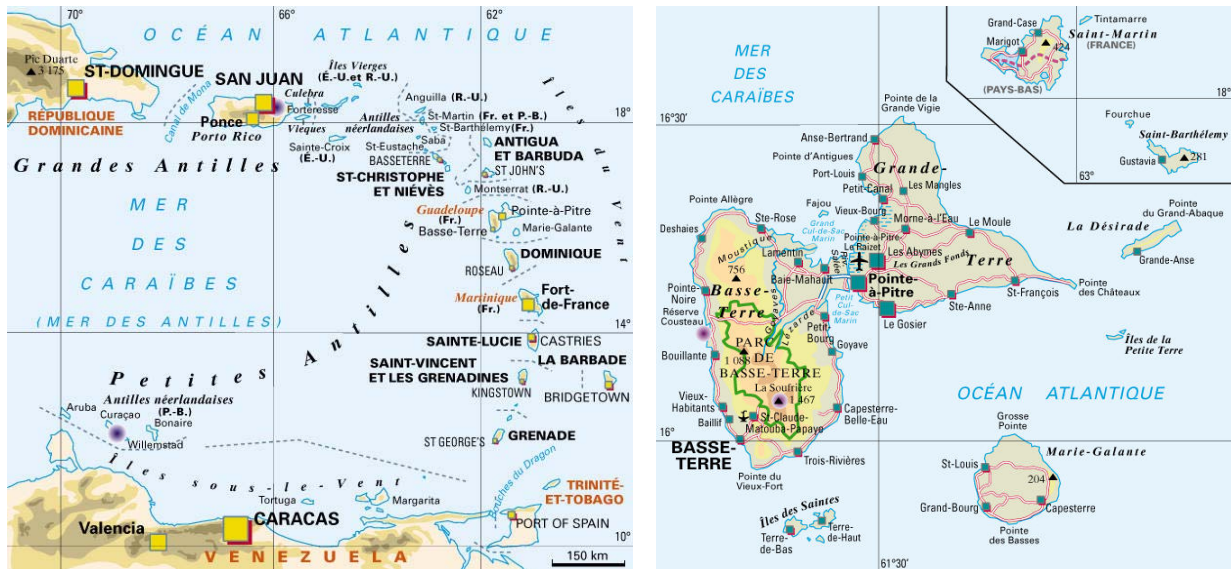 70°
66°
62°
OCÉAN ATLANTIQUE
Pic Duarte
3 175
ST-DOMINGUE
SAN JUAN
Îles Vierges
(É.-U.et R.-U.)
Culebra
Forteresse
Canal de Mona
Ponce
Porto Rico
RÉPUBLIQUE
DOMINICAINE
Vieques
Sainte-Croix
(É.-U.)
Anguilla (R.-U.)
St-Martin (Fr. et P.-B.)
St-Barthélemy (Fr.)
Antilles
néerlandaises
Saba
St-Eustache
BASSETERRE
18°
îles du Vent
Grandes Antilles
ANTIGUA
ET BARBUDA
ST JOHN'S
ST-CHRISTOPHE
ET NIÉVÈS
Montserrat (R.-U.)
MER
DES
CARAÏBES
(MER DES ANTILLES)
Guadeloupe
(Fr.)
Pointe-à-Pitre
Basse-Terre
Marie-Galante
DOMINIQUE
ROSEAU
Martinique
(Fr.)
Fort-
de-France
14°
SAINTE-LUCIE
CASTRIES
LA BARBADE
SAINT-VINCENT
ET LES GRENADINES
KINGSTOWN
BRIDGETOWN
Petites Antilles
Antilles néerlandaises
(P.-B.)
Aruba
Curaçao
Bonaire
Willemstad
ST GEORGE'S
GRENADE
Îles sous-le-Vent
Bouches du Dragon
Tortuga
Margarita
TRINITÉ-
ET-TOBAGO
PORT OF SPAIN
Valencia
CARACAS
VENEZUELA
10°
150 km
MER
DES
CARAÏBES
Grand-Case
Tintamarre
Marigot
Saint-Martin
(FRANCE)
424
(PAYS-BAS)
18°
Fourchue
Saint-Barthélemy
Gustavia
281
63°
16°30'
Pointe de la
Grande Vigie
Anse-Bertrand
Pointe d'Antigues
Port-Louis
Petit-Canal
Grande-
Terre
Les Mangles
Pointe Allègre
Fajou
Vieux-Bourg
Morne-à-l'Eau
Le Moule
Ste-Rose
Grand
Cul-de-Sac
Marin
Deshaies
Moustique
Lamentin
Pointe-à-Pitre
Le Raizet
Les Abymes
Les Grands Fonds
Riv. Salée
La Désirade
Pointe
du Grand-Abaque
Grande-Anse
756
Baie-Mahault
Pointe-
Noire
Basse-
Terre
Goyaves
Lézarde
Pointe-
à-Pitre
Petit
Cul-
de-Sac
Marin
Ste-Anne
St-François
Pointe
des Châteaux
Le Gosier
Réserve
Cousteau
Petit-
Bourg
Goyave
Îles de la
Petite Terre
Bouillante
PARC
DE
BASSE-TERRE
1 088
La Soufrière
1 467
OCÉAN ATLANTIQUE
Vieux-
Habitants
St-Claude
Matouba-Papaye
Baillif
Capesterre-
Belle-Eau
Grosse
Pointe
16°
BASSE-
TERRE
Trois-Rivières
Marie-Galante
St-Louis
204
Pointe du
Vieux-Fort
Grand-Bourg
Capesterre
Îles des Saintes
Terre-
de-Bas
Terre-
de-Haut
Pointe
des Basses
61°30'